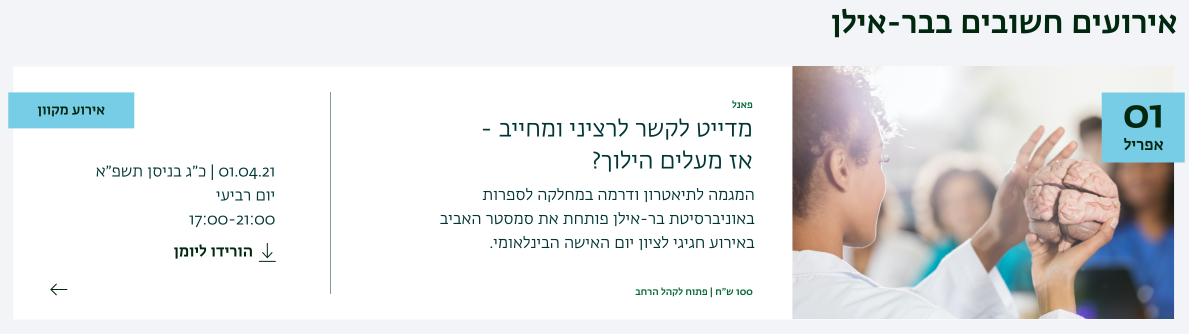 אירועים חשובים בבר-אילן
01
אפריל
פאנל
מדייט לקשר לרציני ומחייב -
אז מעלים הילוך?
המגמה לתיאטרון ודרמה במחלקה לספרות
באוניברסיטת בר-אילן פותחת את סמסטר האביב
באירוע חגיגי לציון יום האישה הבינלאומי.
100 ש"ח | פתוח לקהל הרחב
אירוע מקוון
01.04.21 | כ"ג בניסן תשפ"א
יום רביעי
17:00-21:00
הורידו ליומן